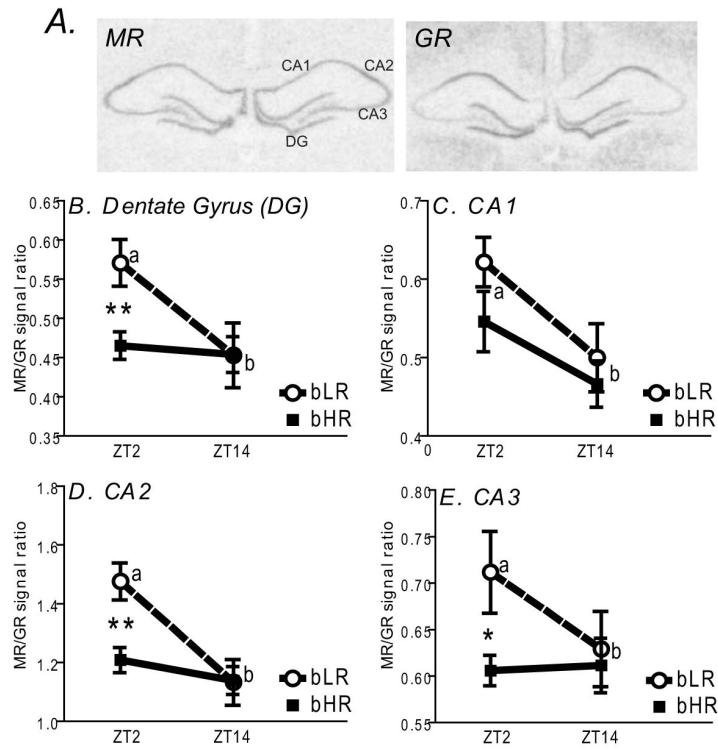 A.
MR
CA1
CA2
CA3
DG
GR
B. Dentate Gyrus (DG)
MR/GR signal ratio
0.65
0.60
0.55
0.50
0.45
0.40
0.35
a
**
b
bLR
bHR
ZT2
ZT14
C. CA1
MR/GR signal ratio
0.7
0.6
0.5
0.4
0
a
b
bLR
bHR
ZT2
ZT14
D. CA2
MR/GR signal ratio
1.8
1.6
1.4
1.2
1.0
a
**
b
bLR
bHR
ZT2
ZT14
E. CA3
MR/GR signal ratio
0.80
0.70
0.65
0.60
0.55
a
*
b
bLR
bHR
ZT2
ZT14